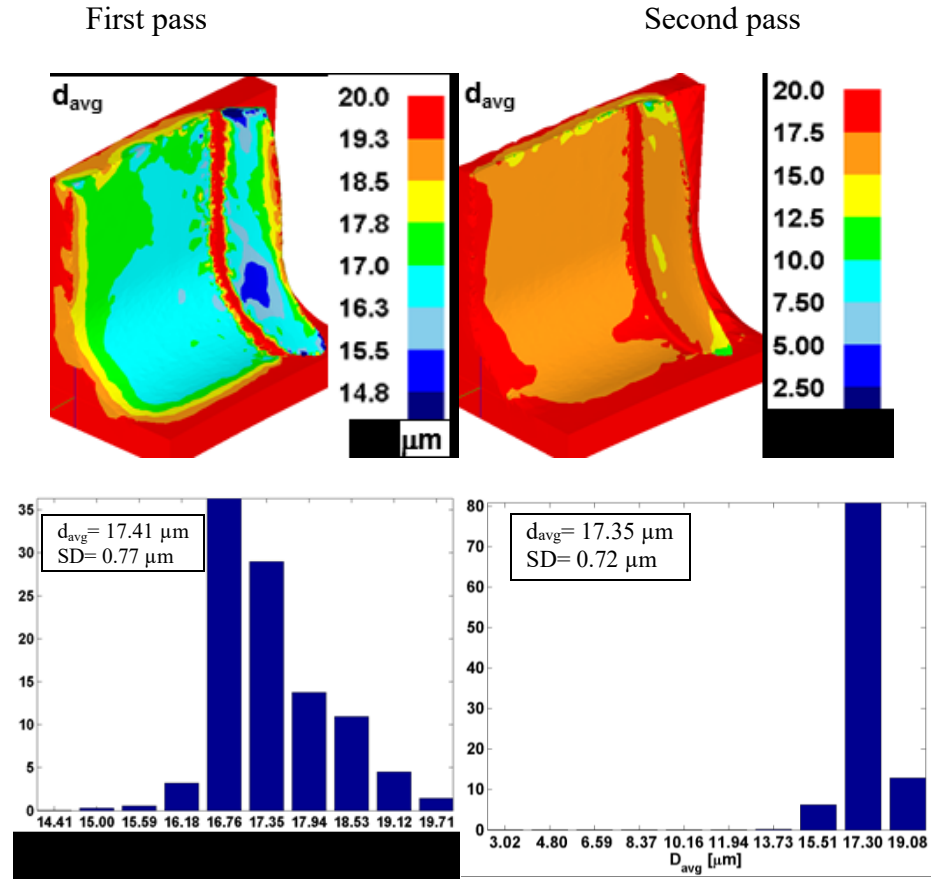 First pass
Second pass
davg
20.0
19.3
18.5
17.8
17.0
16.3
15.5
14.8
µm
davg
20.0
17.5
15.0
12.5
10.0
7.50
5.00
2.50
davg= 17.41 µm
SD= 0.77 µm
35
30
25
20
15
10
5
0
14.41 15.00 15.59 16.18 16.76 17.35 17.94 18.53 19.12 19.71
davg= 17.35 µm
SD= 0.72 µm
80
70
60
50
40
30
20
10
0
3.02 4.80 6.59 8.37 10.16 11.94 13.73 15.51 17.30 19.08
Davg [µm]